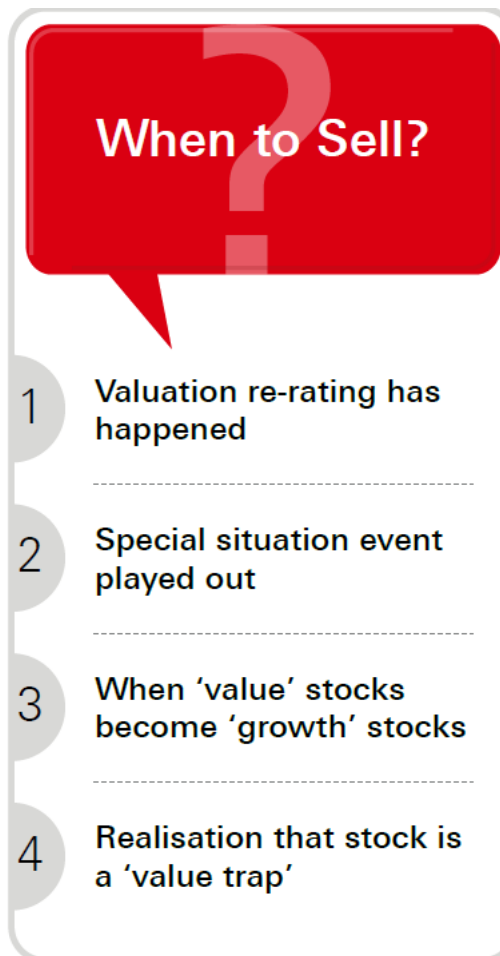 ?
When to Sell?
1
Valuation re-rating has
happened
2
Special situation event
played out
3
When ‘value’ stocks
become ‘growth’ stocks
4
Realisation that stock is
a ‘value trap’